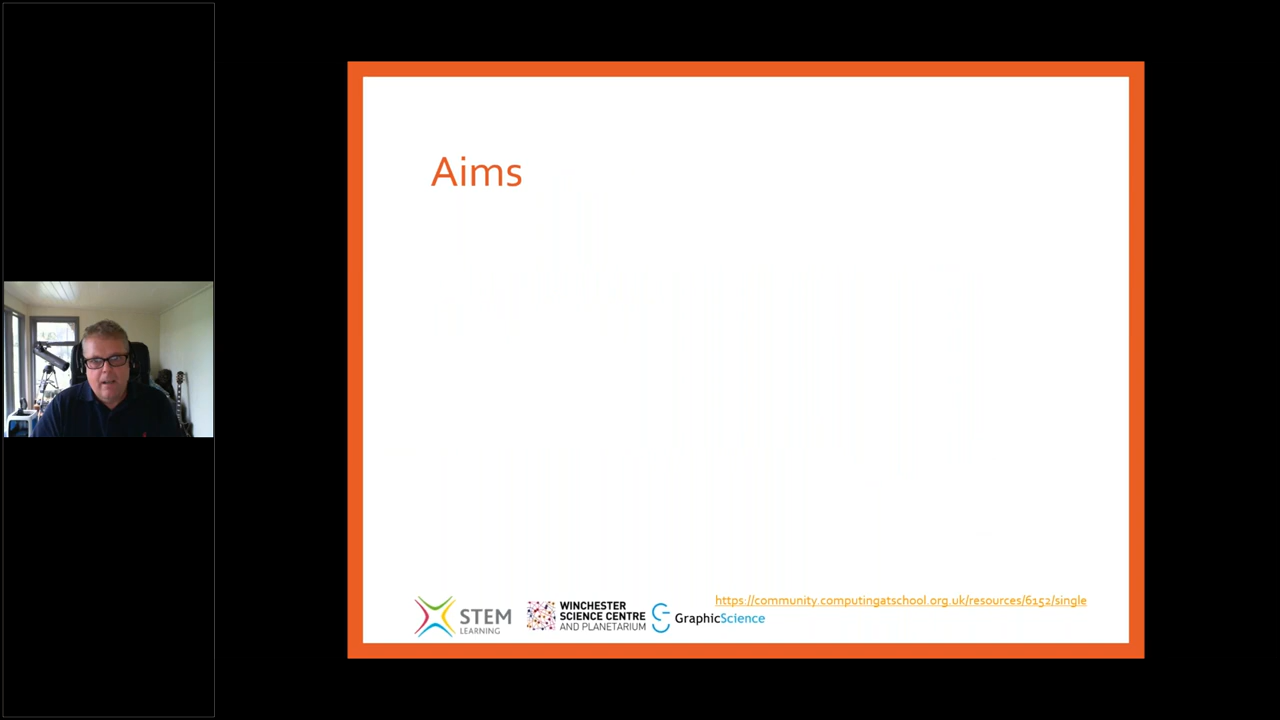 Aims
https://community.computingatschool.org.uk/resources/6152/single
STEM
LEARNING
WINCHESTER
SCIENCE CENTRE
AND PLANETARIUM
GraphicScience